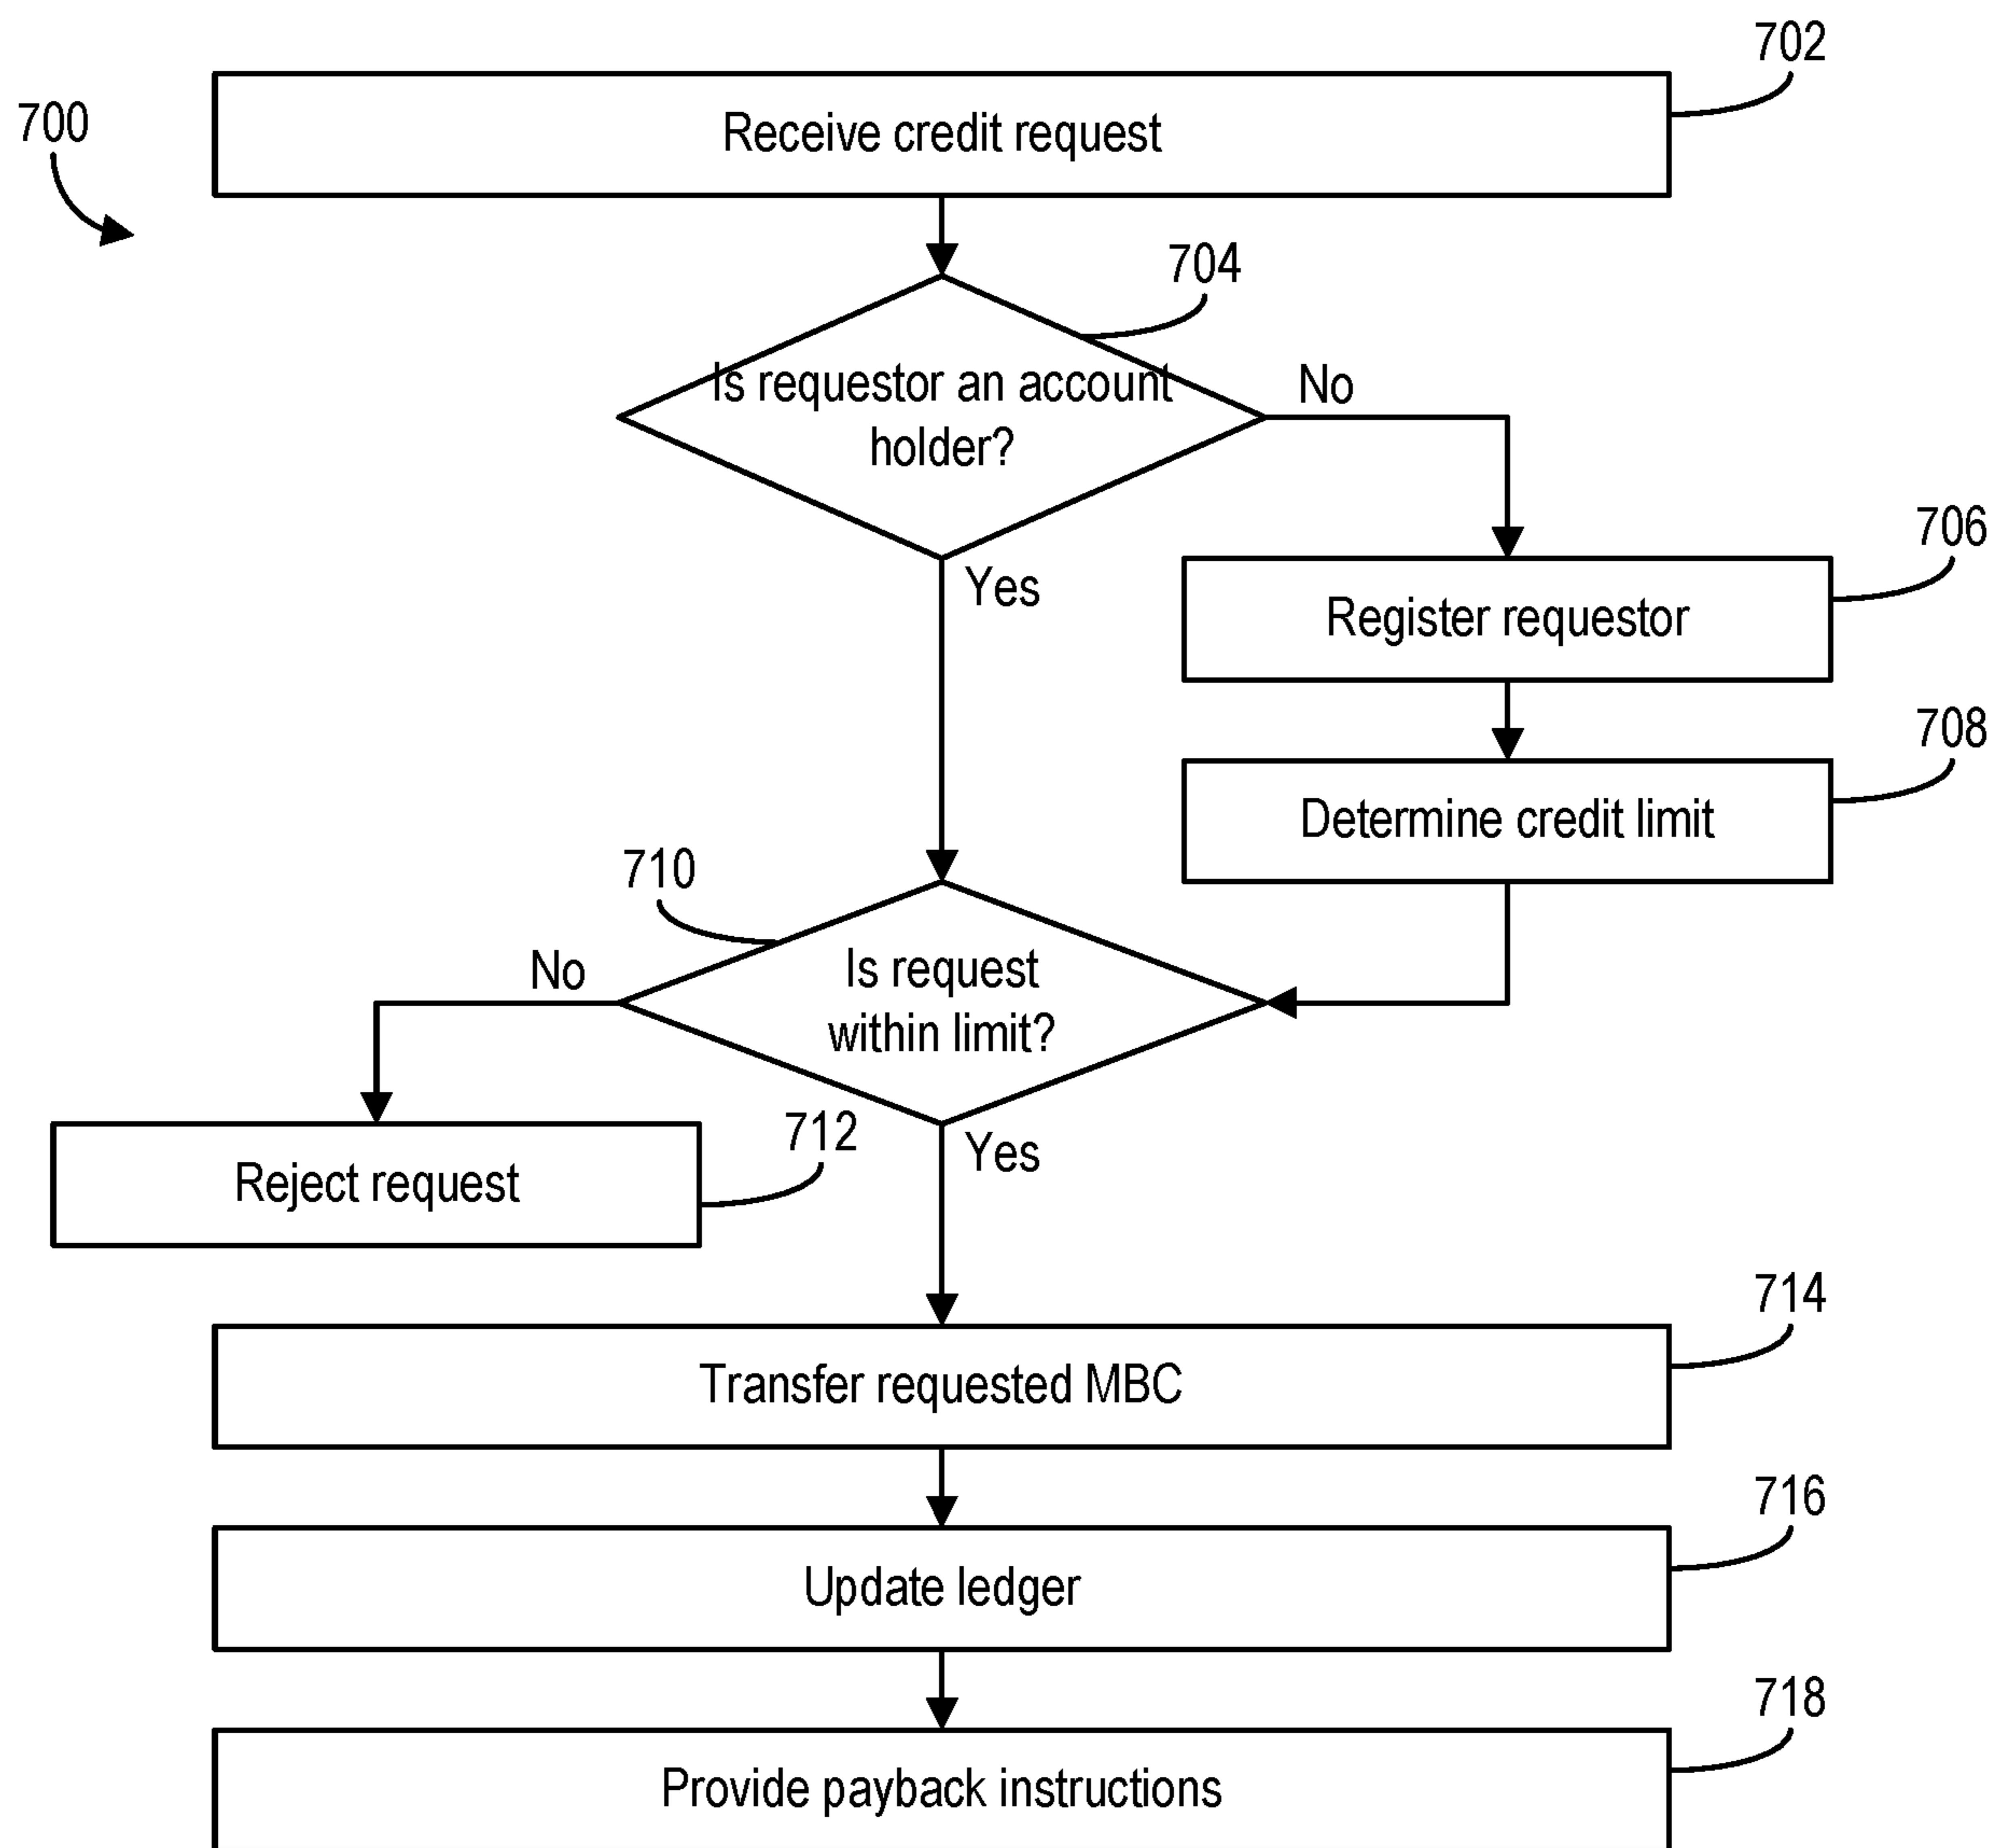 702
700
Receive credit request
704
Is requestor an account
holder?
No
706
Yes
Register requestor
708
Determine credit limit
710
No
Is request
within limit?
712
Yes
Reject request
714
Transfer requested MBC
716
Update ledger
718
Provide payback instructions